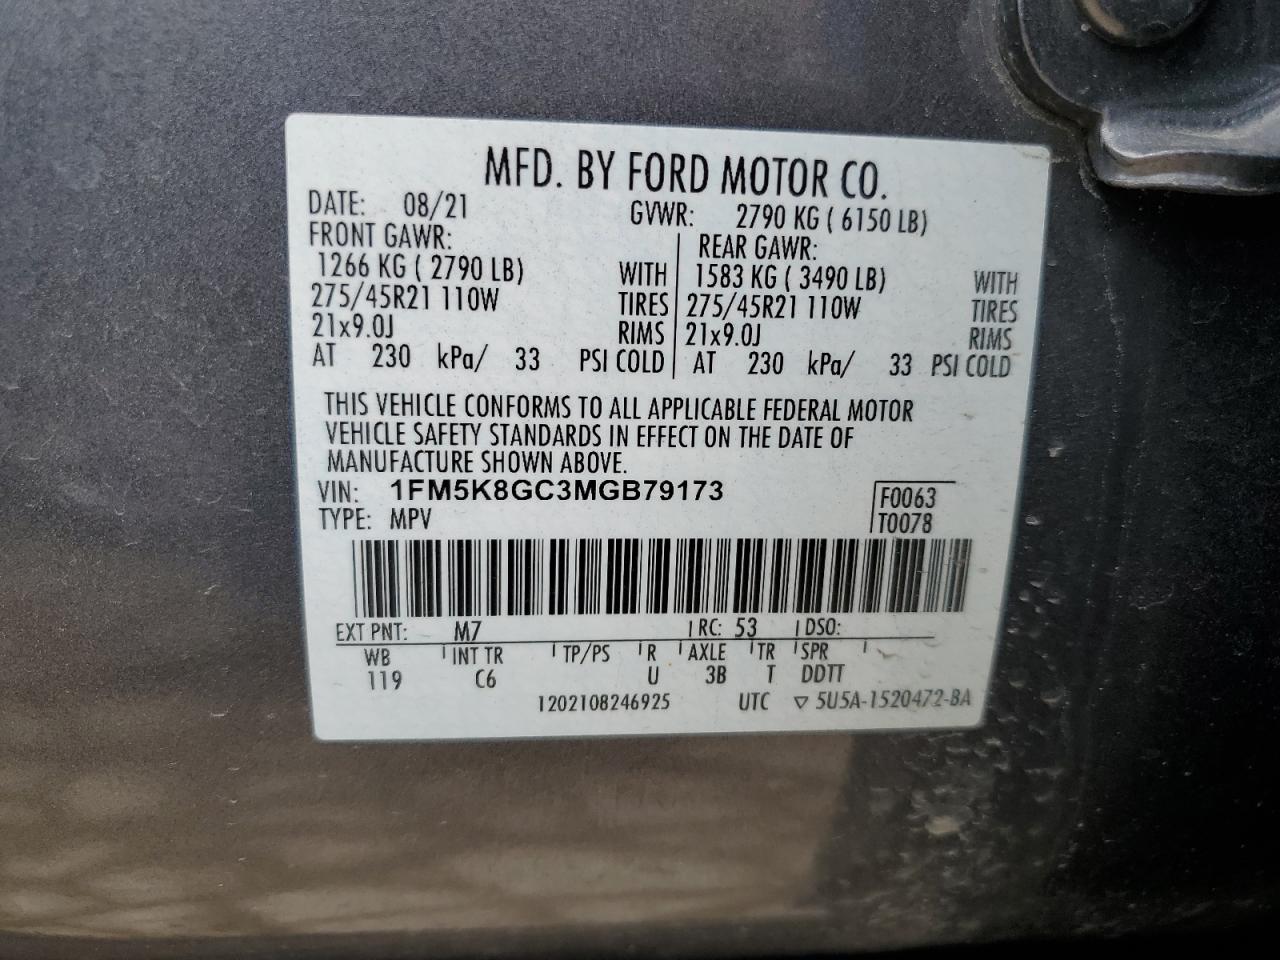 MFD. BY FORD MOTOR CO.
DATE: 08/21 GVWR: 2790 KG ( 6150 LB)
FRONT GAWR: REAR GAWR:
1266 KG ( 2790 LB) WITH 1583 KG ( 3490 LB) WITH
275/45R21 110W TIRES 275/45R21 110W TIRES
21x9.0J RIMS 21x9.0J RIMS
AT 230 kPa/ 33 PSI COLD AT 230 kPa/ 33 PSI COLD
THIS VEHICLE CONFORMS TO ALL APPLICABLE FEDERAL MOTOR
VEHICLE SAFETY STANDARDS IN EFFECT ON THE DATE OF
MANUFACTURE SHOWN ABOVE.
VIN: 1FM5K8GC3MGB79173 F0063
TYPE: MPV T0078
EXT PNT: M7 RC: 53 DSO:
WB INT TR TP/PS R AXLE TR SPR
119 C6 U 3B T DDTT
1202108246925 UTC ▽ 5U5A-1520472-BA